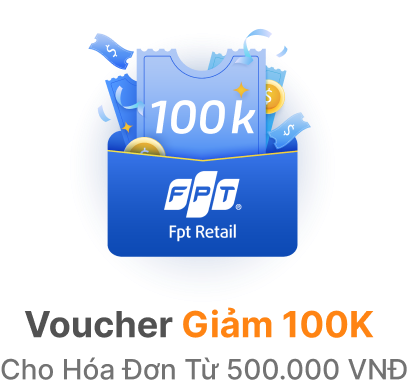 100k
FPT
Fpt Retail
Voucher Giảm 100K
Cho Hóa Đơn Từ 500.000 VNĐ